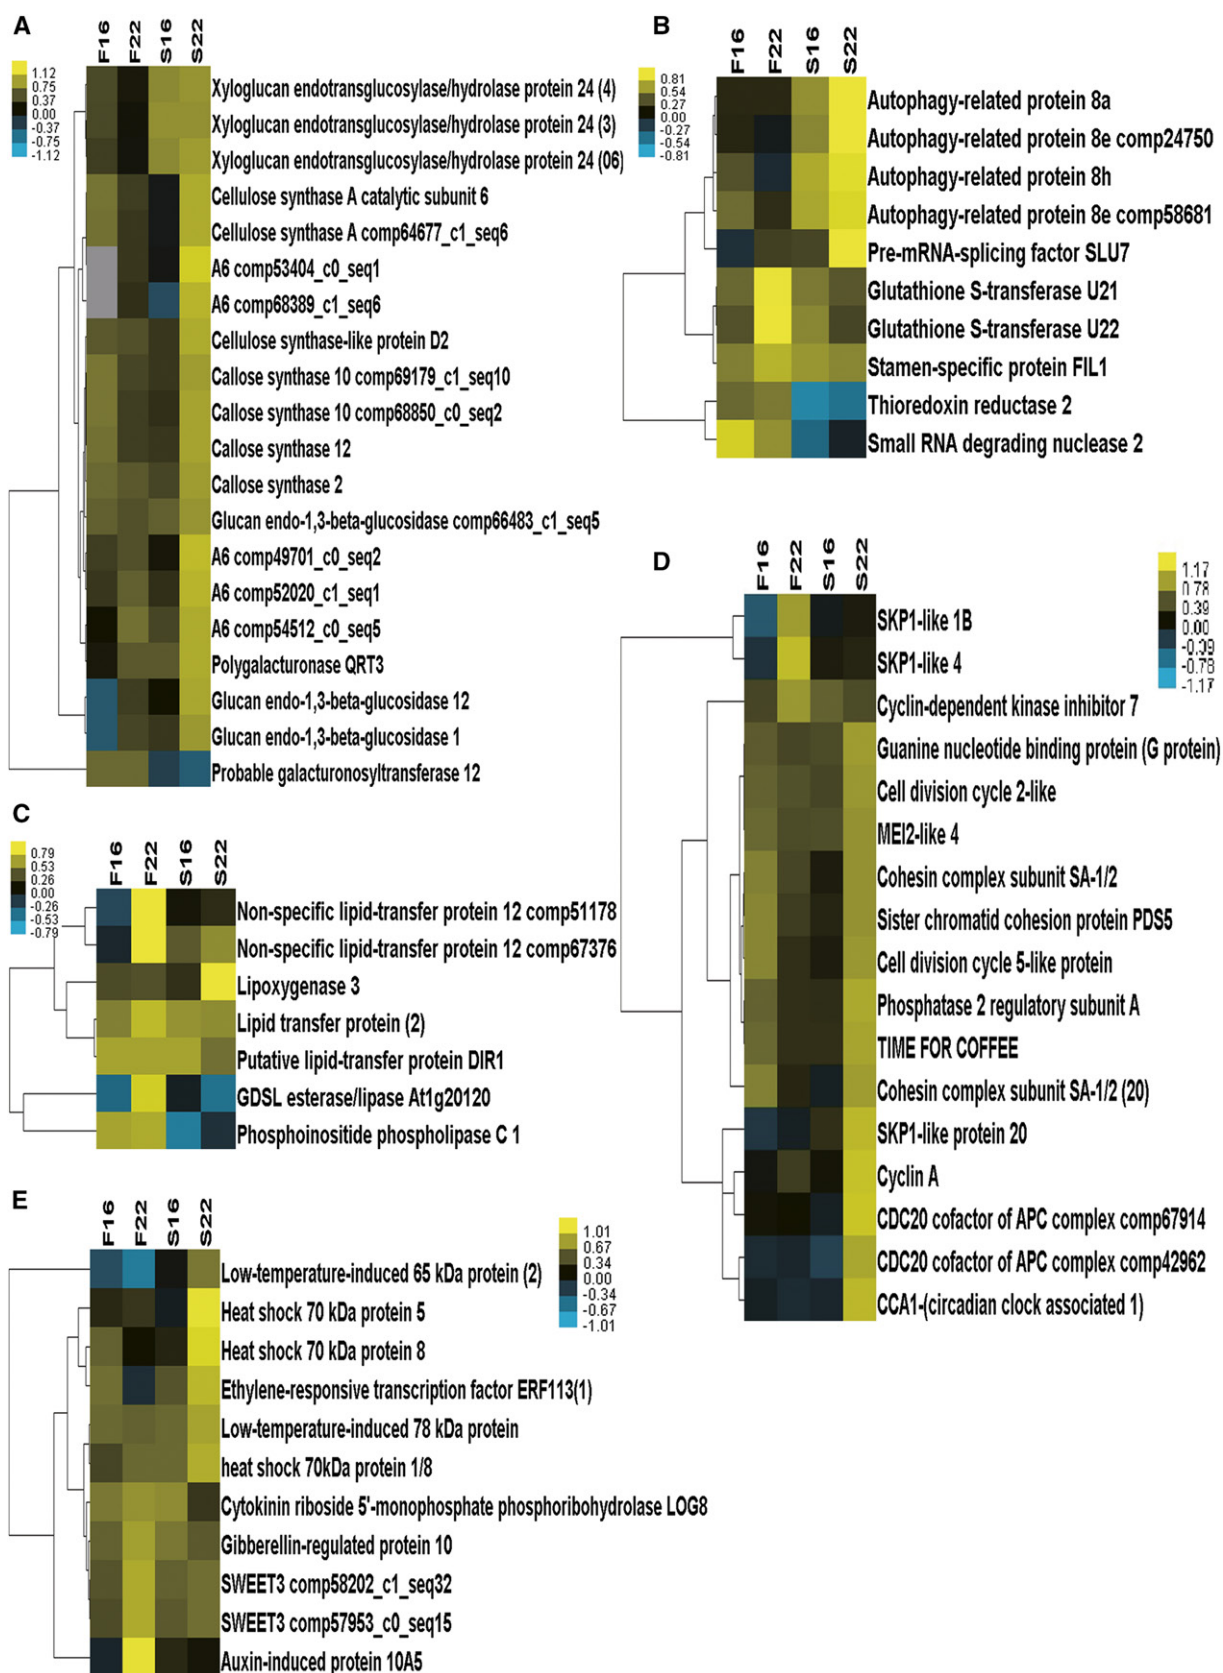 A
F16 F22 S16 S22
1.12
0.75
0.37
0.00
-0.37
-0.75
-1.12
Xyloglucan endotransglucosylase/hydrolase protein 24 (4)
Xyloglucan endotransglucosylase/hydrolase protein 24 (3)
Xyloglucan endotransglucosylase/hydrolase protein 24 (06)
Cellulose synthase A catalytic subunit 6
Cellulose synthase A comp64677_c1_seq6
A6 comp53404_c0_seq1
A6 comp68389_c1_seq6
Cellulose synthase-like protein D2
Callose synthase 10 comp69179_c1_seq10
Callose synthase 10 comp68850_c0_seq2
Callose synthase 12
Callose synthase 2
Glucan endo-1,3-beta-glucosidase comp66483_c1_seq5
A6 comp49701_c0_seq2
A6 comp52020_c1_seq1
A6 comp54512_c0_seq5
Polygalacturonase QRT3
Glucan endo-1,3-beta-glucosidase 12
Glucan endo-1,3-beta-glucosidase 1
Probable galacturonosyltransferase 12
B
F16 F22 S16 S22
0.81
0.54
0.27
0.00
-0.27
-0.54
-0.81
Autophagy-related protein 8a
Autophagy-related protein 8e comp24750
Autophagy-related protein 8h
Autophagy-related protein 8e comp58681
Pre-mRNA-splicing factor SLU7
Glutathione S-transferase U21
Glutathione S-transferase U22
Stamen-specific protein FIL1
Thioredoxin reductase 2
Small RNA degrading nuclease 2
C
F16 F22 S16 S22
0.79
0.53
0.26
0.00
-0.26
-0.53
-0.79
Non-specific lipid-transfer protein 12 comp51178
Non-specific lipid-transfer protein 12 comp67376
Lipoxygenase 3
Lipid transfer protein (2)
Putative lipid-transfer protein DIR1
GDSL esterase/lipase At1g20120
Phosphoinositide phospholipase C 1
D
F16 F22 S16 S22
1.17
0.78
0.39
0.00
-0.39
-0.78
-1.17
SKP1-like 1B
SKP1-like 4
Cyclin-dependent kinase inhibitor 7
Guanine nucleotide binding protein (G protein)
Cell division cycle 2-like
MEI2-like 4
Cohesin complex subunit SA-1/2
Sister chromatid cohesion protein PDS5
Cell division cycle 5-like protein
Phosphatase 2 regulatory subunit A
TIME FOR COFFEE
Cohesin complex subunit SA-1/2 (20)
SKP1-like protein 20
Cyclin A
CDC20 cofactor of APC complex comp67914
CDC20 cofactor of APC complex comp42962
CCA1-(circadian clock associated 1)
E
F16 F22 S16 S22
1.01
0.67
0.34
0.00
-0.34
-0.67
-1.01
Low-temperature-induced 65 kDa protein (2)
Heat shock 70 kDa protein 5
Heat shock 70 kDa protein 8
Ethylene-responsive transcription factor ERF113(1)
Low-temperature-induced 78 kDa protein
heat shock 70kDa protein 1/8
Cytokinin riboside 5'-monophosphate phosphoribohydrolase LOG8
Gibberellin-regulated protein 10
SWEET3 comp58202_c1_seq32
SWEET3 comp57953_c0_seq15
Auxin-induced protein 10A5